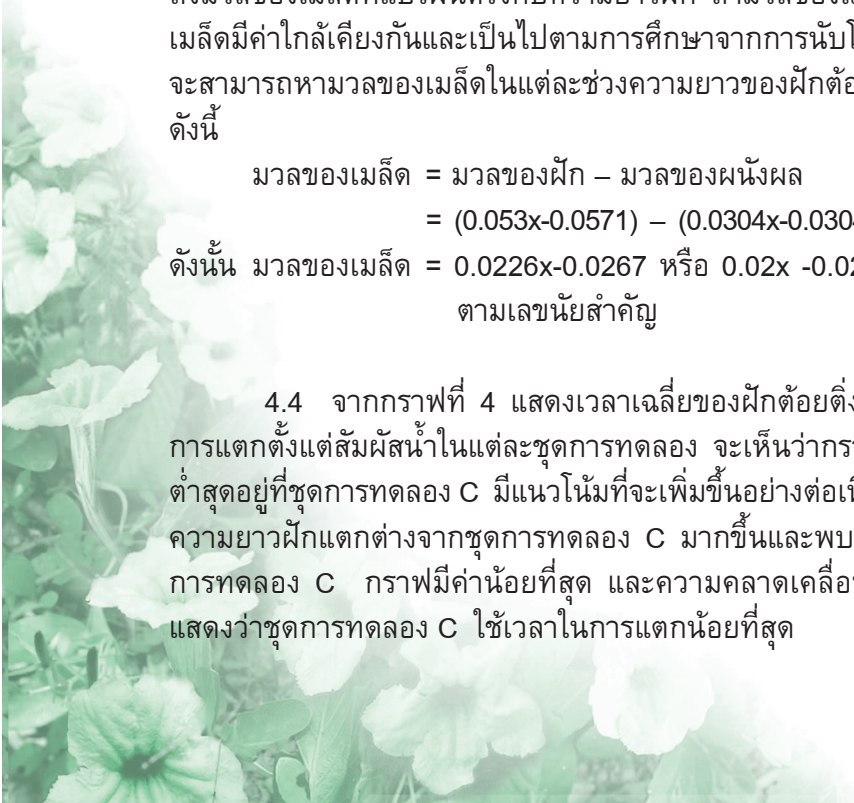 เมล็ดมีค่าใกล้เคียงกันและเป็นไปตามการศึกษาจากการนับ
จะสามารถหามวลของเมล็ดในแต่ละช่วงความยาวของฝัก
ดังนี้
มวลของเมล็ด = มวลของฝัก – มวลของผนังผล
= (0.053x-0.0571) – (0.0304x-0.030
ดังนั้น มวลของเมล็ด = 0.0226x-0.0267 หรือ 0.02x -0.02
ตามเลขนัยสำคัญ
4.4 จากกราฟที่ 4 แสดงเวลาเฉลี่ยของฝักต้อยติ่ง
การแตกตั้งแต่สัมผัสน้ำในแต่ละชุดการทดลอง จะเห็นว่า
ต่ำสุดอยู่ที่ชุดการทดลอง C มีแนวโน้มที่จะเพิ่มขึ้นอย่าง
ความยาวฝักแตกต่างจากชุดการทดลอง C มากขึ้นและพบ
การทดลอง C กราฟมีค่าน้อยที่สุด และความ
แสดงว่าชุดการทดลอง C ใช้เวลาในการแตกน้อยที่สุด